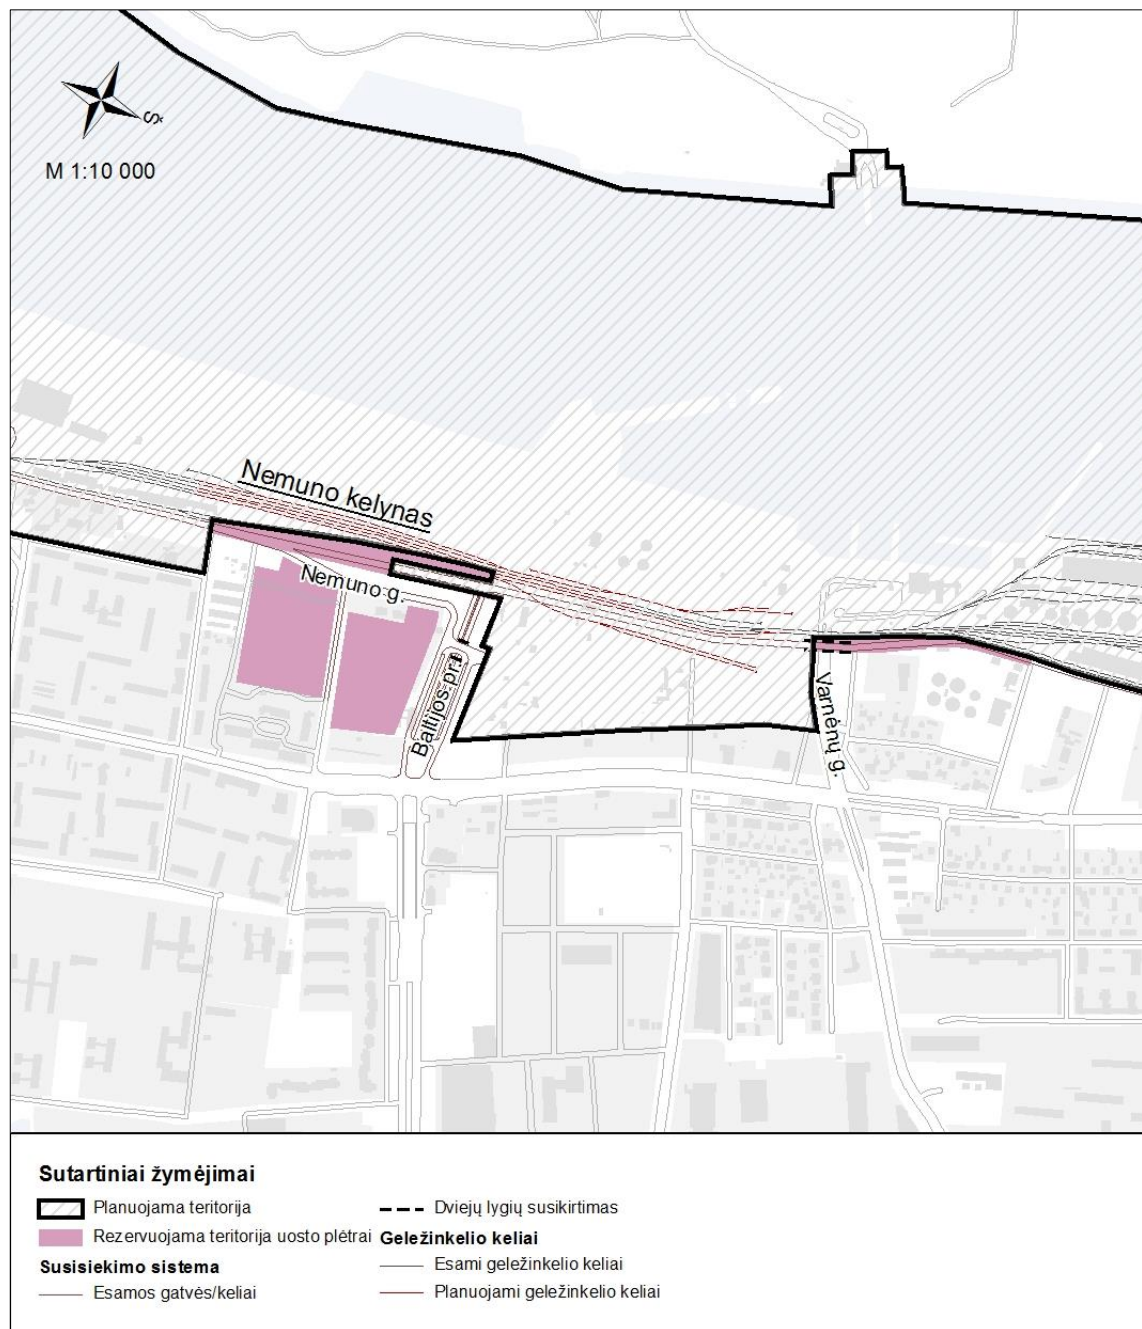 Š
M 1:10 000
Nemuno kelynas
Nemuno g.
Baltijos pr.
Varnėnų g.
Sutartiniai žymėjimai
Planuojama teritorija
Rezervuojama teritorija uosto plėtrai
Susisiekimo sistema
Esamos gatvės/keliai
Dviejų lygių susikirtimas
Geležinkelio keliai
Esami geležinkelio keliai
Planuojami geležinkelio keliai